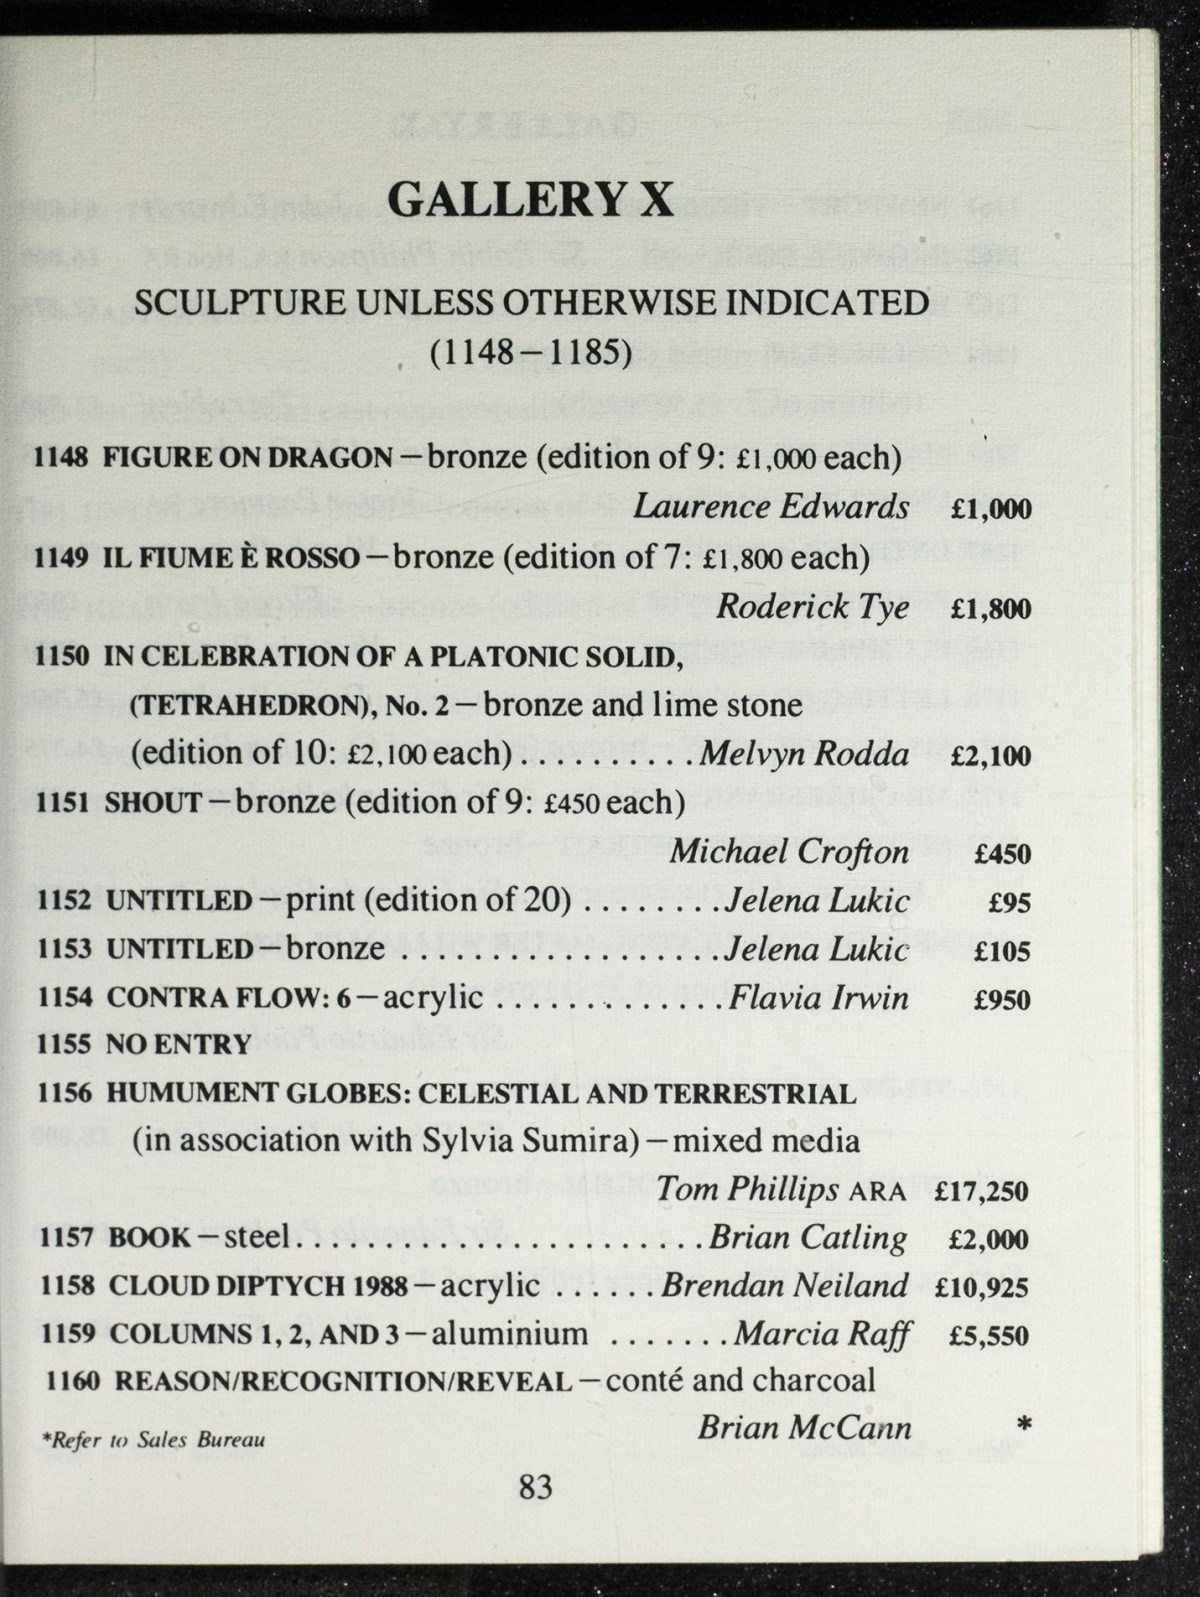 GALLERY X
SCULPTURE UNLESS OTHERWISE INDICATED
(1148–1185)
1148 FIGURE ON DRAGON—bronze (edition of 9: £1,000 each)
Laurence Edwards £1,000
1149 IL FIUME È ROSSO—bronze (edition of 7: £1,800 each)
Roderick Tye £1,800
1150 IN CELEBRATION OF A PLATONIC SOLID,
(TETRAHEDRON), No. 2—bronze and lime stone
(edition of 10: £2,100 each) . . . . . . . . . . Melvyn Rodda £2,100
1151 SHOUT—bronze (edition of 9: £450 each)
Michael Crofton £450
1152 UNTITLED—print (edition of 20) . . . . . . . . Jelena Lukic £95
1153 UNTITLED—bronze . . . . . . . . . . . . . . . . . . . Jelena Lukic £105
1154 CONTRA FLOW: 6—acrylic . . . . . . . . . . . . . Flavia Irwin £950
1155 NO ENTRY
1156 HUMUMENT GLOBES: CELESTIAL AND TERRESTRIAL
(in association with Sylvia Sumira)—mixed media
Tom Phillips ARA £17,250
1157 BOOK—steel. . . . . . . . . . . . . . . . . . . . . . . . Brian Catling £2,000
1158 CLOUD DIPTYCH 1988—acrylic . . . . . . Brendan Neiland £10,925
1159 COLUMNS 1, 2, AND 3—aluminium . . . . . . . Marcia Raff £5,550
1160 REASON/RECOGNITION/REVEAL—conté and charcoal
Brian McCann *
*Refer to Sales Bureau
83